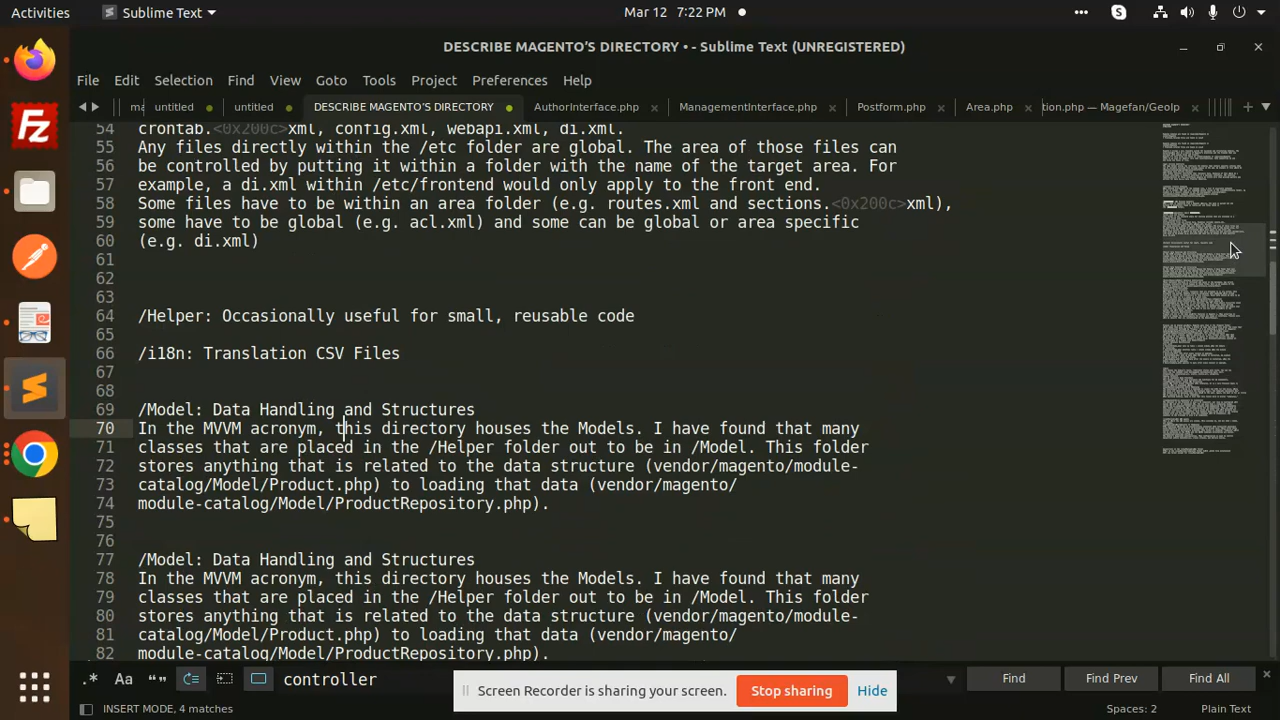 Activities
Sublime Text
Mar 12 7:22 PM
DESCRIBE MAGENTO'S DIRECTORY • - Sublime Text (UNREGISTERED)
File Edit Selection Find View Goto Tools Project Preferences Help
ma untitled untitled DESCRIBE MAGENTO'S DIRECTORY AuthorInterface.php ManagementInterface.php Postform.php Area.php tion.php — Magefan/GeoIp
54 crontab.<0x200c>xml, config.xml, webapi.xml, di.xml.
55 Any files directly within the /etc folder are global. The area of those files can
56 be controlled by putting it within a folder with the name of the target area. For
57 example, a di.xml within /etc/frontend would only apply to the front end.
58 Some files have to be within an area folder (e.g. routes.xml and sections.<0x200c>xml),
59 some have to be global (e.g. acl.xml) and some can be global or area specific
60 (e.g. di.xml)
61
62
63
64 /Helper: Occasionally useful for small, reusable code
65
66 /i18n: Translation CSV Files
67
68
69 /Model: Data Handling and Structures
70 In the MVVM acronym, this directory houses the Models. I have found that many
71 classes that are placed in the /Helper folder out to be in /Model. This folder
72 stores anything that is related to the data structure (vendor/magento/module-
73 catalog/Model/Product.php) to loading that data (vendor/magento/
74 module-catalog/Model/ProductRepository.php).
75
76
77 /Model: Data Handling and Structures
78 In the MVVM acronym, this directory houses the Models. I have found that many
79 classes that are placed in the /Helper folder out to be in /Model. This folder
80 stores anything that is related to the data structure (vendor/magento/module-
81 catalog/Model/Product.php) to loading that data (vendor/magento/
82 module-catalog/Model/ProductRepository.php).
.* Aa controller Find Find Prev Find All
Screen Recorder is sharing your screen. Stop sharing Hide
INSERT MODE, 4 matches Spaces: 2 Plain Text